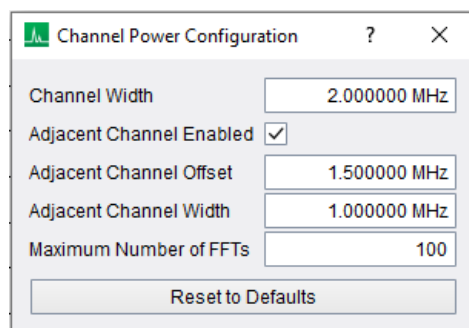 Channel Power Configuration ? ✕
Channel Width 2.000000 MHz
Adjacent Channel Enabled ✓
Adjacent Channel Offset 1.500000 MHz
Adjacent Channel Width 1.000000 MHz
Maximum Number of FFTs 100
Reset to Defaults